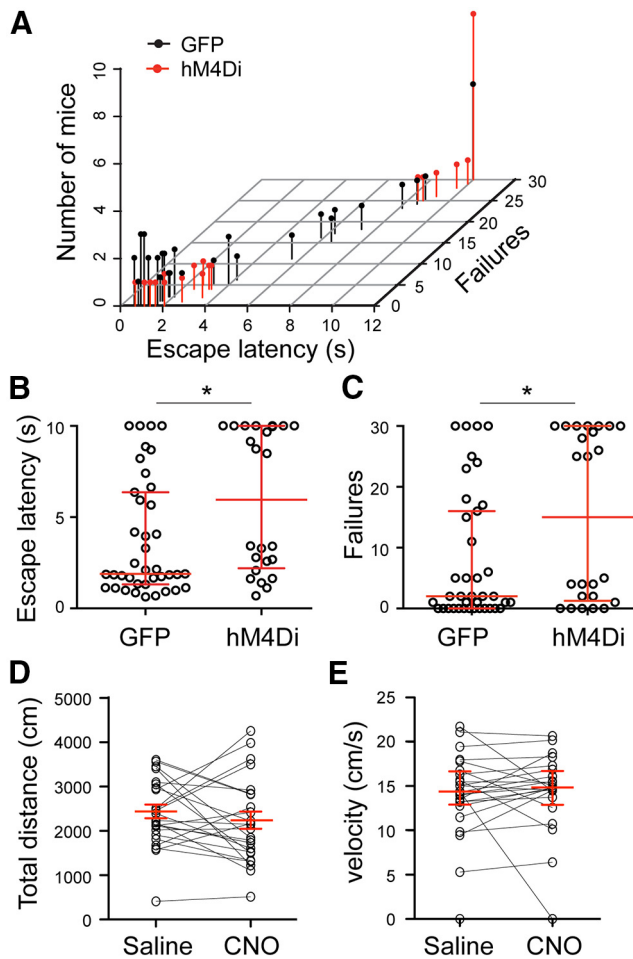 A
GFP
hM4Di
Number of mice
10
8
6
4
2
0
0 2 4 6 8 10 12
Escape latency (s)
0
5
10
15
20
25
30
Failures
B
*
Escape latency (s)
10
5
0
GFP hM4Di
C
*
Failures
30
20
10
0
GFP hM4Di
D
Total distance (cm)
5000
4000
3000
2000
1000
0
Saline CNO
E
velocity (cm/s)
25
20
15
10
5
0
Saline CNO